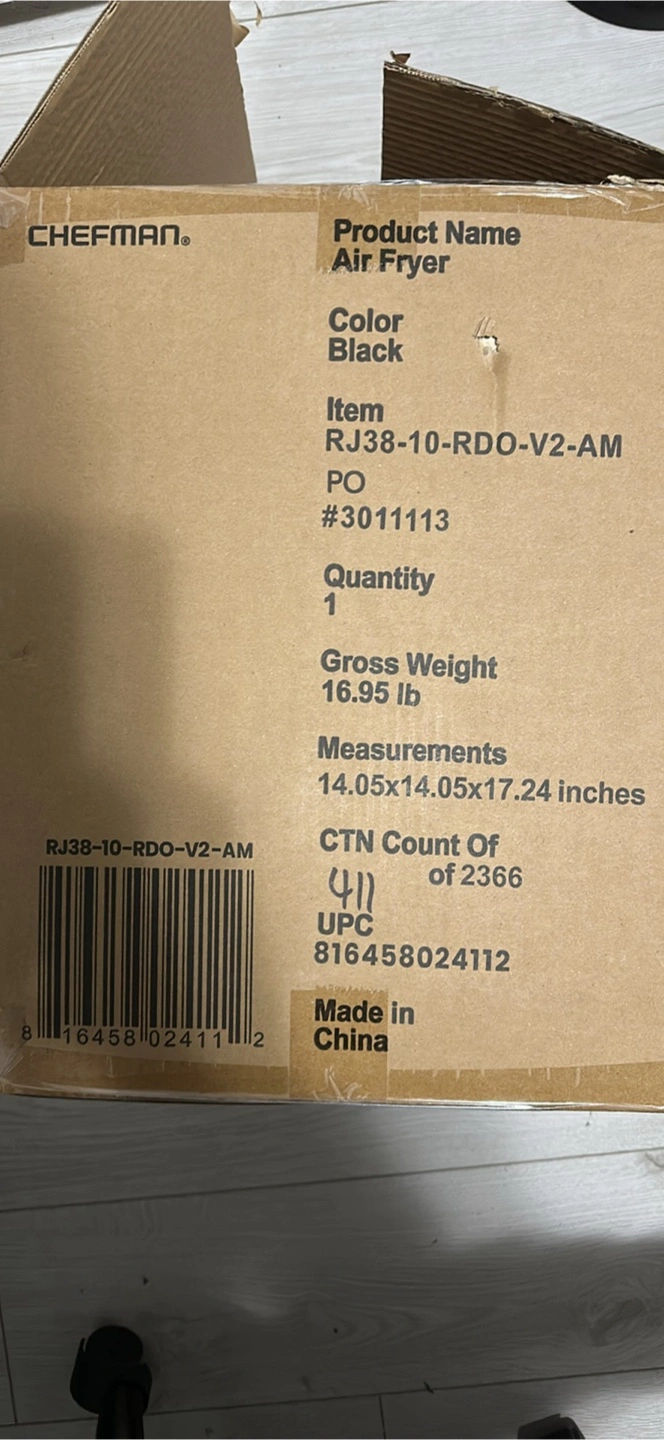 CHEFMAN®
Product Name
Air Fryer
Color
Black
Item
RJ38-10-RDO-V2-AM
PO
#3011113
Quantity
1
Gross Weight
16.95 lb
Measurements
14.05x14.05x17.24 inches
CTN Count Of
411 of 2366
UPC
816458024112
Made in
China
RJ38-10-RDO-V2-AM
8 16458 02411 2